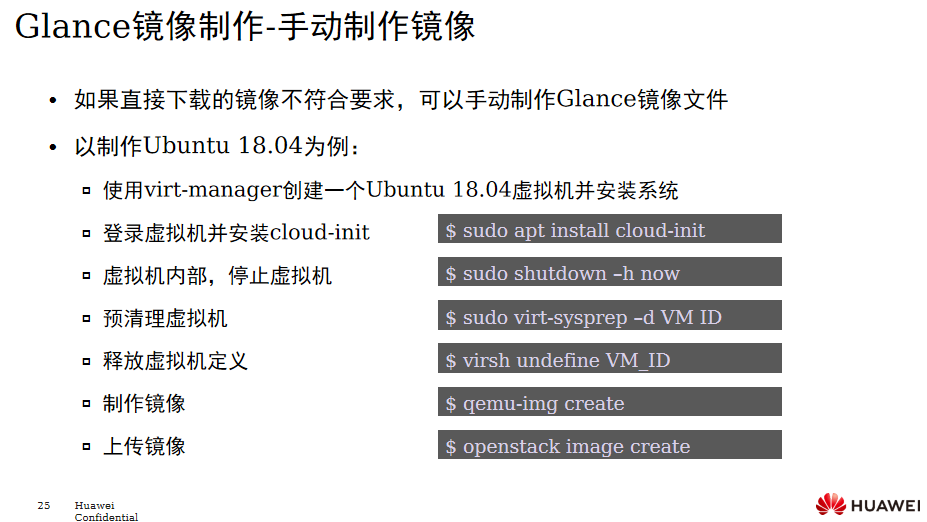 Glance镜像制作-手动制作镜像
• 如果直接下载的镜像不符合要求，可以手动制作Glance镜像文件
• 以制作Ubuntu 18.04为例：
▫ 使用virt-manager创建一个Ubuntu 18.04虚拟机并安装系统
▫ 登录虚拟机并安装cloud-init $ sudo apt install cloud-init
▫ 虚拟机内部，停止虚拟机 $ sudo shutdown –h now
▫ 预清理虚拟机 $ sudo virt-sysprep –d VM ID
▫ 释放虚拟机定义 $ virsh undefine VM_ID
▫ 制作镜像 $ qemu-img create
▫ 上传镜像 $ openstack image create
25 Huawei
Confidential
HUAWEI